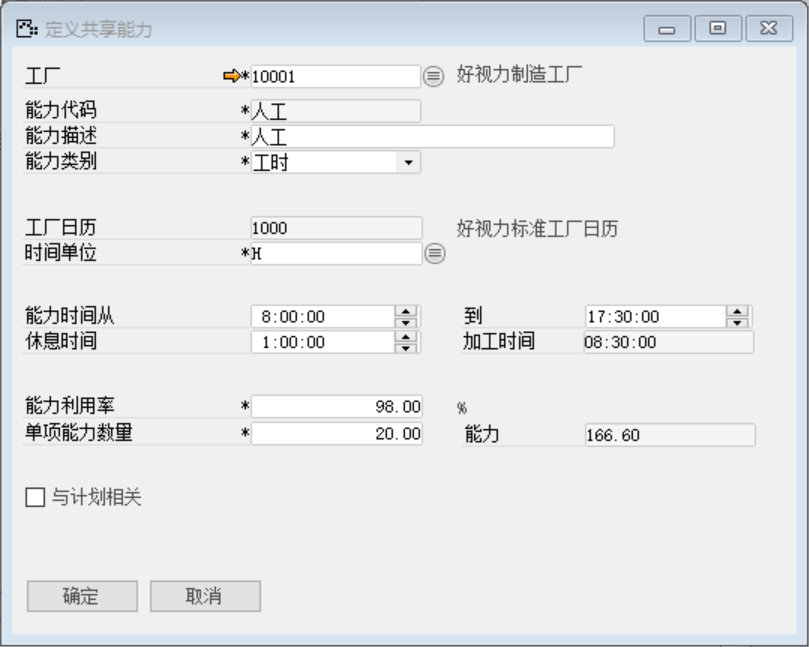 定义共享能力
工厂 *10001 好视力制造工厂
能力代码 *人工
能力描述 *人工
能力类别 *工时
工厂日历 1000 好视力标准工厂日历
时间单位 *H
能力时间从 8:00:00 到 17:30:00
休息时间 1:00:00 加工时间 08:30:00
能力利用率 * 98.00 %
单项能力数量 * 20.00 能力 166.60
与计划相关
确定 取消